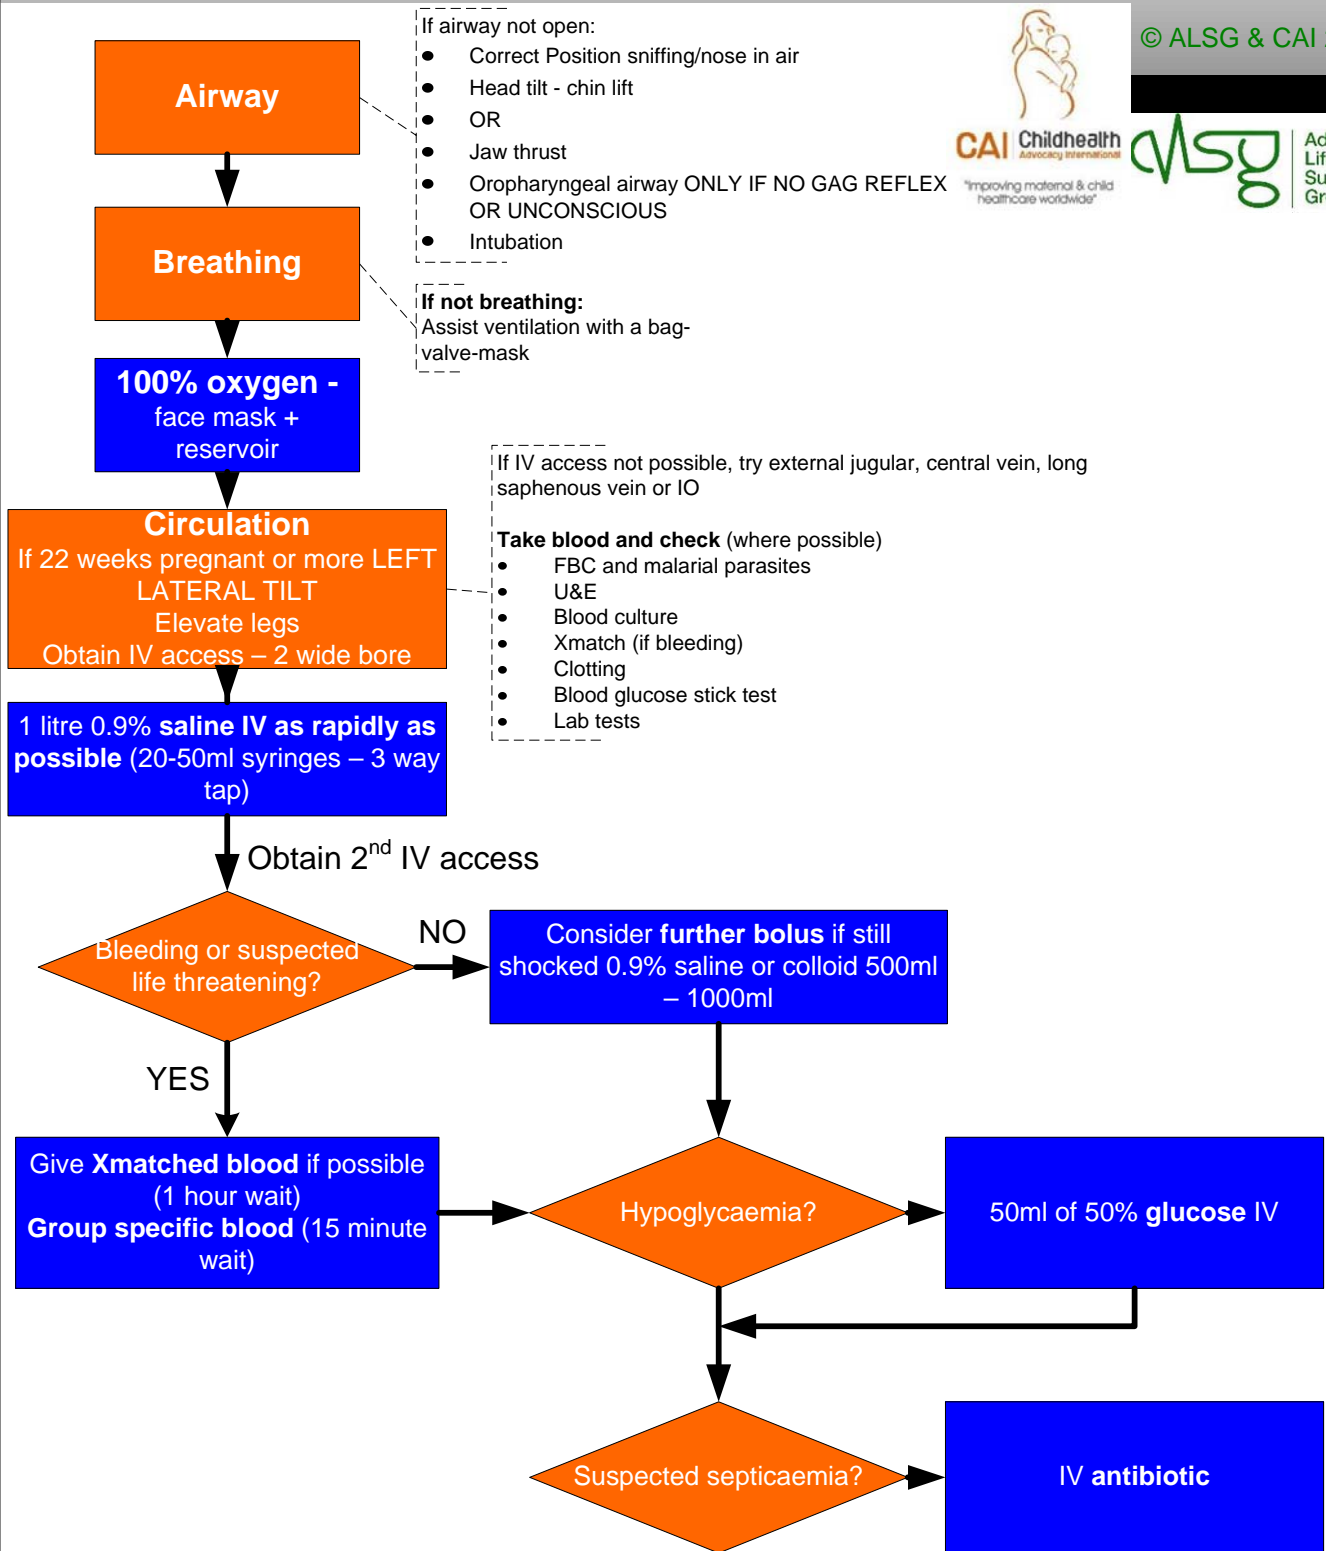 © ALSG & CAI
If airway not open:
Airway
● Correct Position sniffing/nose in air
● Head tilt - chin lift
● OR
● Jaw thrust
● Oropharyngeal airway ONLY IF NO GAG REFLEX
OR UNCONSCIOUS
● Intubation
CAI Childhealth
Advocacy International
"Improving maternal & child
healthcare worldwide"
alsg
Breathing
If not breathing:
Assist ventilation with a bag-
valve-mask
100% oxygen -
face mask +
reservoir
If IV access not possible, try external jugular, central vein, long
saphenous vein or IO
Take blood and check (where possible)
● FBC and malarial parasites
● U&E
● Blood culture
● Xmatch (if bleeding)
● Clotting
● Blood glucose stick test
● Lab tests
Circulation
If 22 weeks pregnant or more LEFT
LATERAL TILT
Elevate legs
Obtain IV access – 2 wide bore
1 litre 0.9% saline IV as rapidly as
possible (20-50ml syringes – 3 way
tap)
Obtain 2nd IV access
Bleeding or suspected
life threatening?
NO
Consider further bolus if still
shocked 0.9% saline or colloid 500ml
– 1000ml
YES
Give Xmatched blood if possible
(1 hour wait)
Group specific blood (15 minute
wait)
Hypoglycaemia?
50ml of 50% glucose IV
Suspected septicaemia?
IV antibiotic